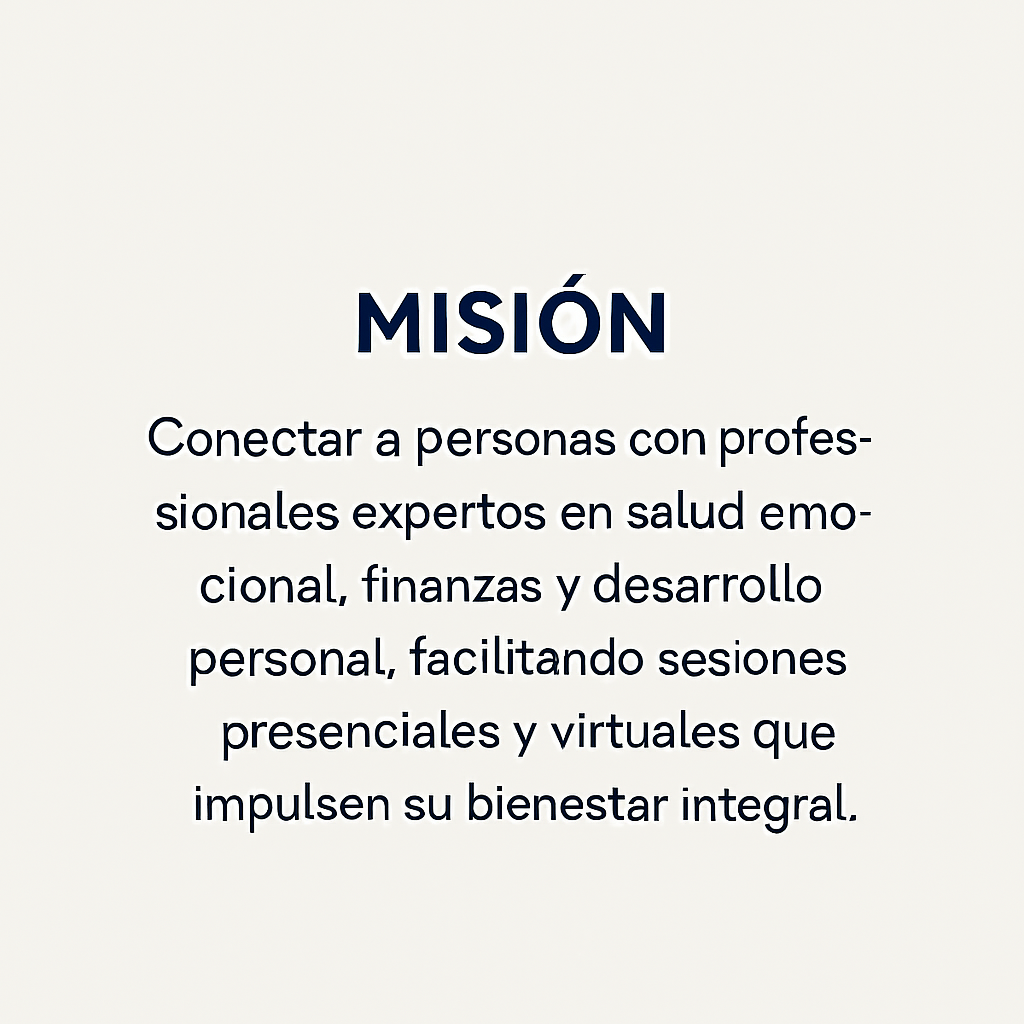 MISIÓN
Conectar a personas con profes-
sionales expertos en salud emo-
cional, finanzas y desarrollo
personal, facilitando sesiones
presenciales y virtuales que
impulsen su bienestar integral.